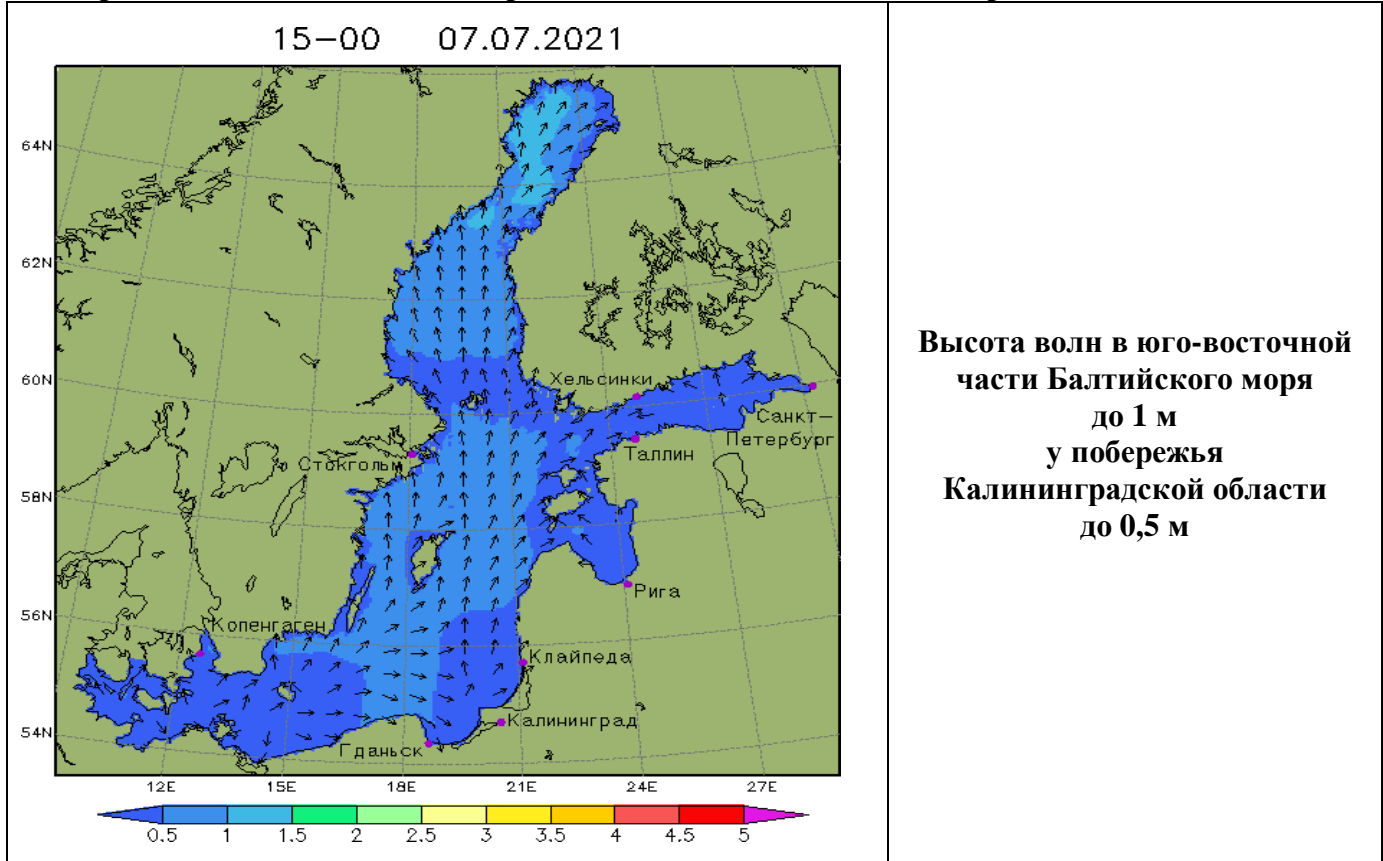 15-00 07.07.2021
64N
62N
60N
58N
56N
54N
Хельсинки
Санкт-
Петербург
Таллин
Стокгольм
Рига
Копенгаген
Клайпеда
Калининград
Гданьск
12E 15E 18E 21E 24E 27E
0.5 1 1.5 2 2.5 3 3.5 4 4.5 5
Высота волн в юго-восточной
части Балтийского моря
до 1 м
у побережья
Калининградской области
до 0,5 м